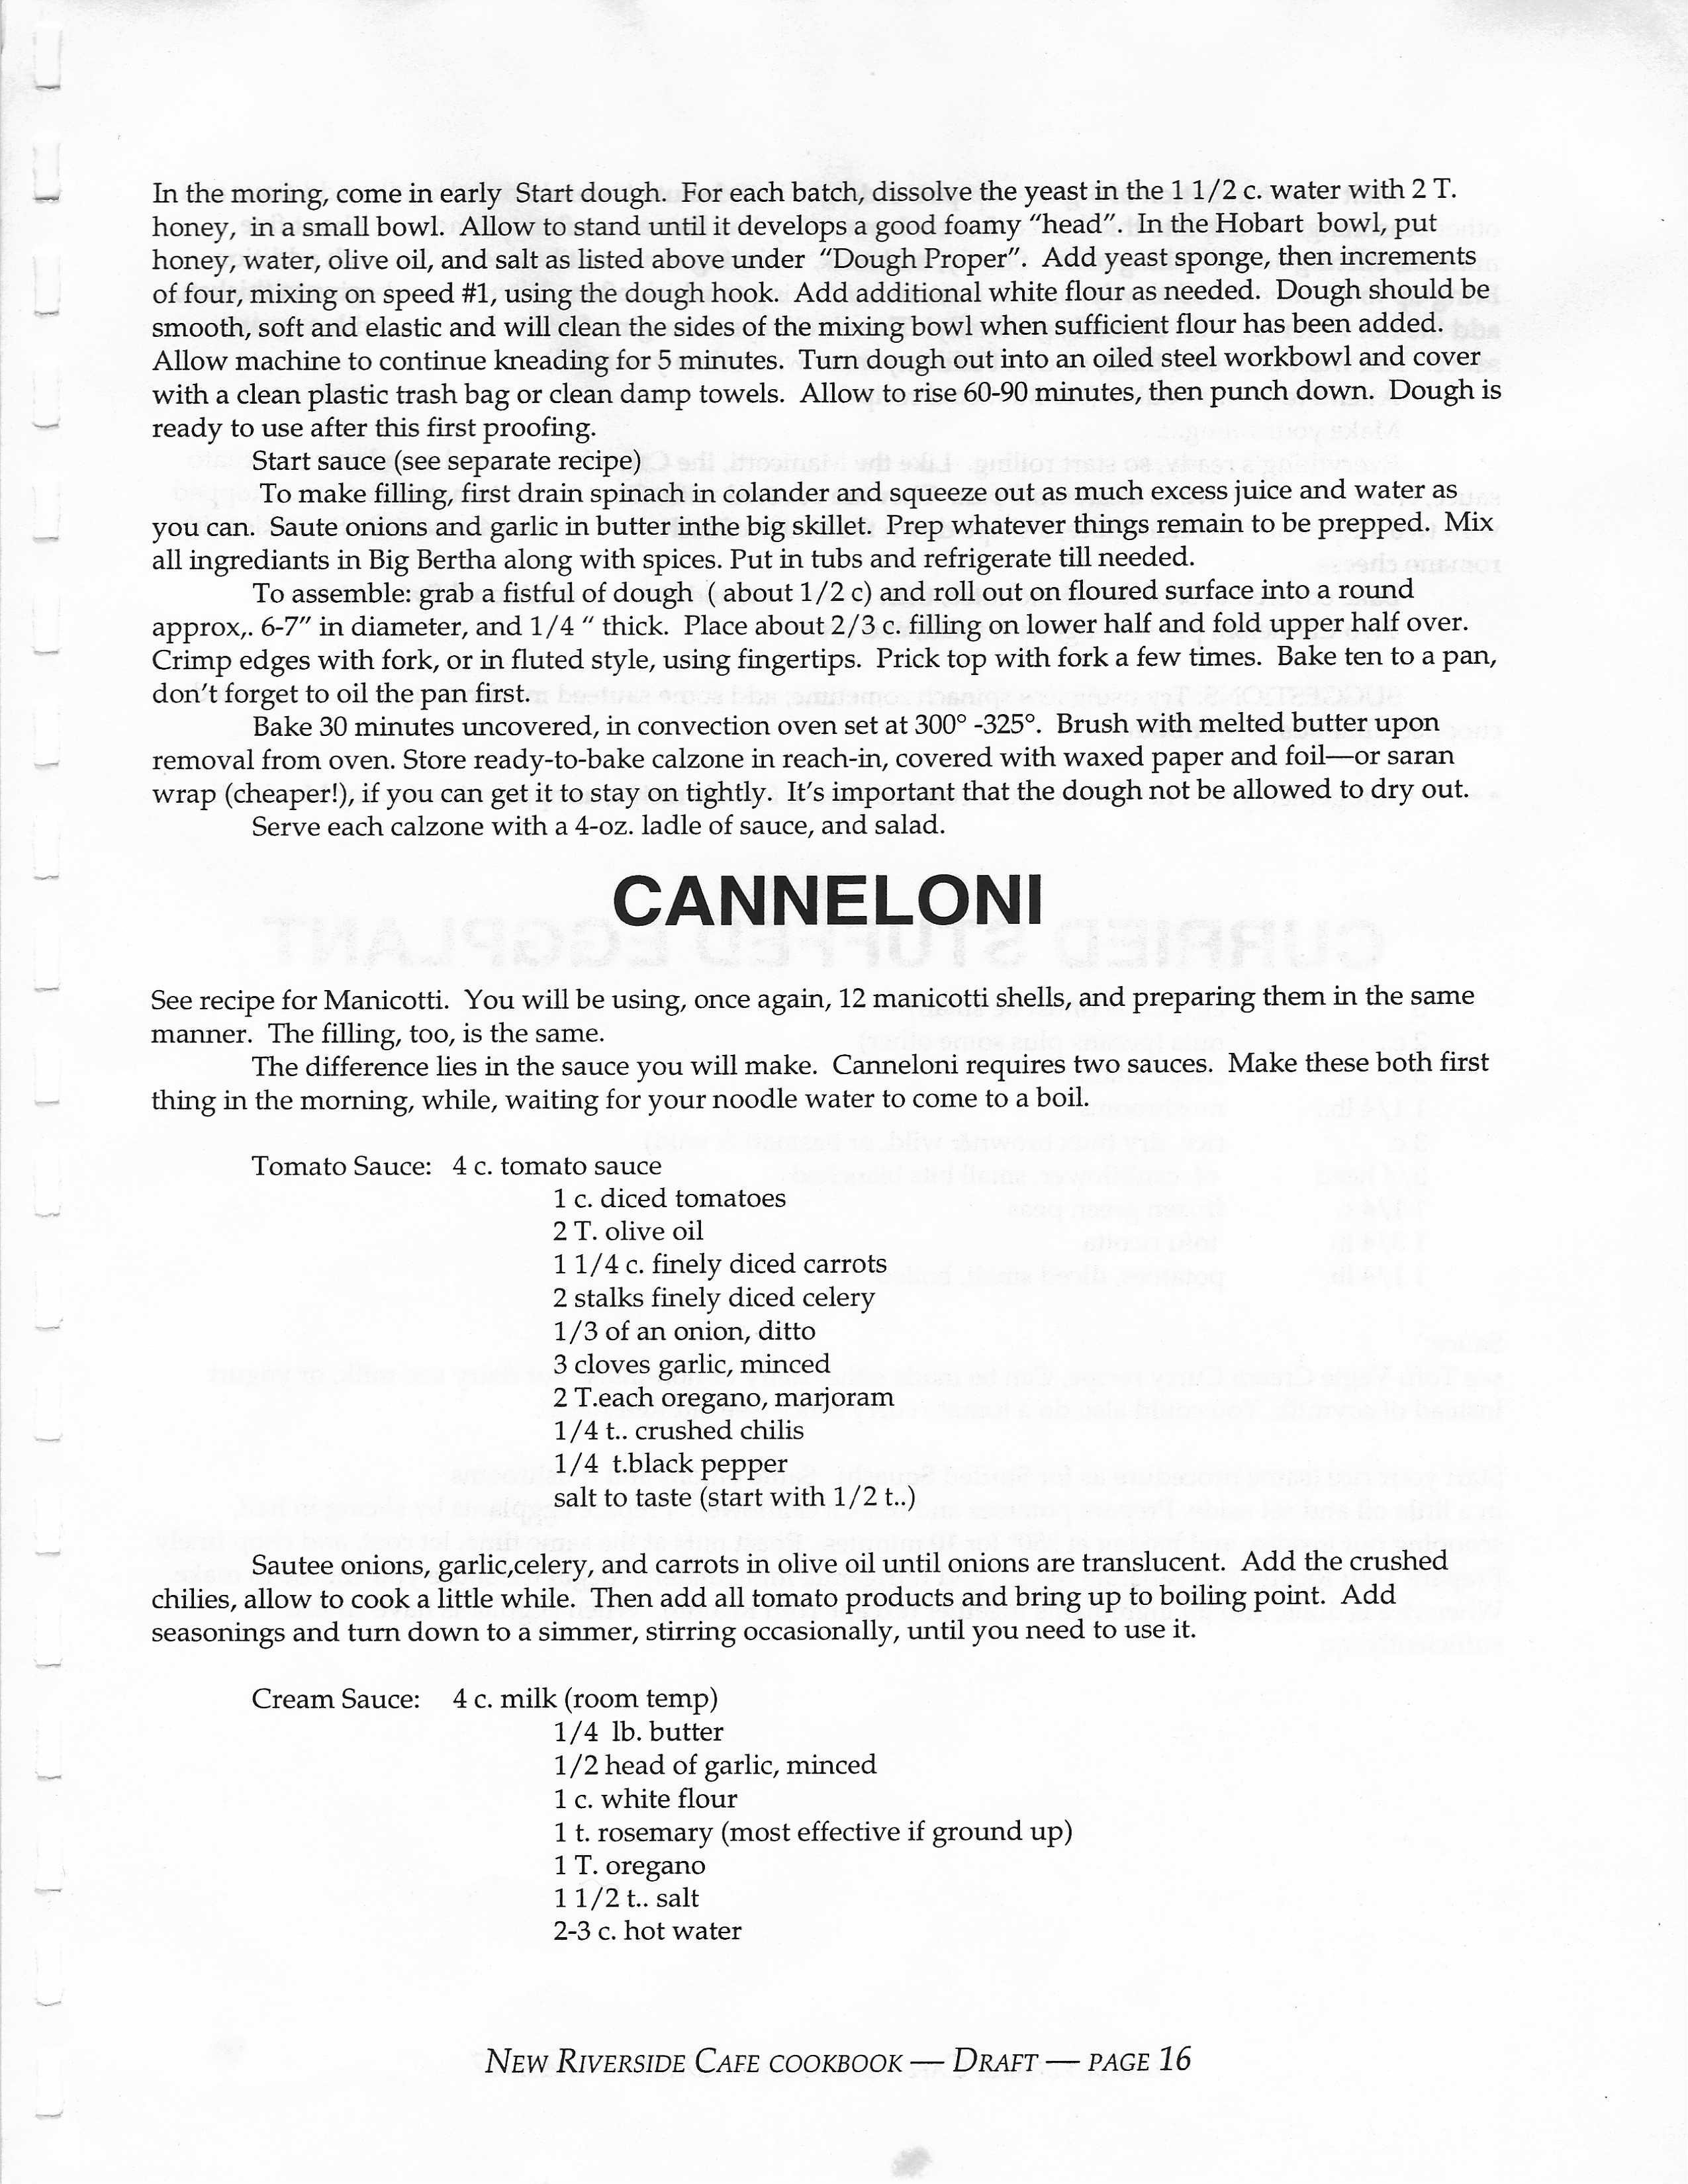 In the moring, come in early  Start dough.  For each batch, dissolve the yeast in the 1 1/2 c. water with 2 T.
honey, in a small bowl.  Allow to stand until it develops a good foamy "head".  In the Hobart  bowl, put
honey, water, olive oil, and salt as listed above under  "Dough Proper".  Add yeast sponge, then increments
of four, mixing on speed #1, using the dough hook.  Add additional white flour as needed.  Dough should be
smooth, soft and elastic and will clean the sides of the mixing bowl when sufficient flour has been added.
Allow machine to continue kneading for 5 minutes.  Turn dough out into an oiled steel workbowl and cover
with a clean plastic trash bag or clean damp towels.  Allow to rise 60-90 minutes, then punch down.  Dough is
ready to use after this first proofing.
Start sauce (see separate recipe)
To make filling, first drain spinach in colander and squeeze out as much excess juice and water as
you can.  Saute onions and garlic in butter inthe big skillet.  Prep whatever things remain to be prepped.  Mix
all ingrediants in Big Bertha along with spices. Put in tubs and refrigerate till needed.
To assemble: grab a fistful of dough  ( about 1/2 c) and roll out on floured surface into a round
approx,. 6-7" in diameter, and 1/4 " thick.  Place about 2/3 c. filling on lower half and fold upper half over.
Crimp edges with fork, or in fluted style, using fingertips.  Prick top with fork a few times.  Bake ten to a pan,
don't forget to oil the pan first.
Bake 30 minutes uncovered, in convection oven set at 300° -325°.  Brush with melted butter upon
removal from oven. Store ready-to-bake calzone in reach-in, covered with waxed paper and foil—or saran
wrap (cheaper!), if you can get it to stay on tightly.  It's important that the dough not be allowed to dry out.
Serve each calzone with a 4-oz. ladle of sauce, and salad.
CANNELONI
See recipe for Manicotti.  You will be using, once again, 12 manicotti shells, and preparing them in the same
manner.  The filling, too, is the same.
The difference lies in the sauce you will make.  Canneloni requires two sauces.  Make these both first
thing in the morning, while, waiting for your noodle water to come to a boil.
Tomato Sauce:  4 c. tomato sauce
1 c. diced tomatoes
2 T. olive oil
1 1/4 c. finely diced carrots
2 stalks finely diced celery
1/3 of an onion, ditto
3 cloves garlic, minced
2 T.each oregano, marjoram
1/4 t.. crushed chilis
1/4  t.black pepper
salt to taste (start with 1/2 t..)
Sautee onions, garlic,celery, and carrots in olive oil until onions are translucent.  Add the crushed
chilies, allow to cook a little while.  Then add all tomato products and bring up to boiling point.  Add
seasonings and turn down to a simmer, stirring occasionally, until you need to use it.
Cream Sauce:   4 c. milk (room temp)
1/4  lb. butter
1/2 head of garlic, minced
1 c. white flour
1 t. rosemary (most effective if ground up)
1 T. oregano
1 1/2 t.. salt
2-3 c. hot water
NEW RIVERSIDE CAFE COOKBOOK — DRAFT — PAGE 16